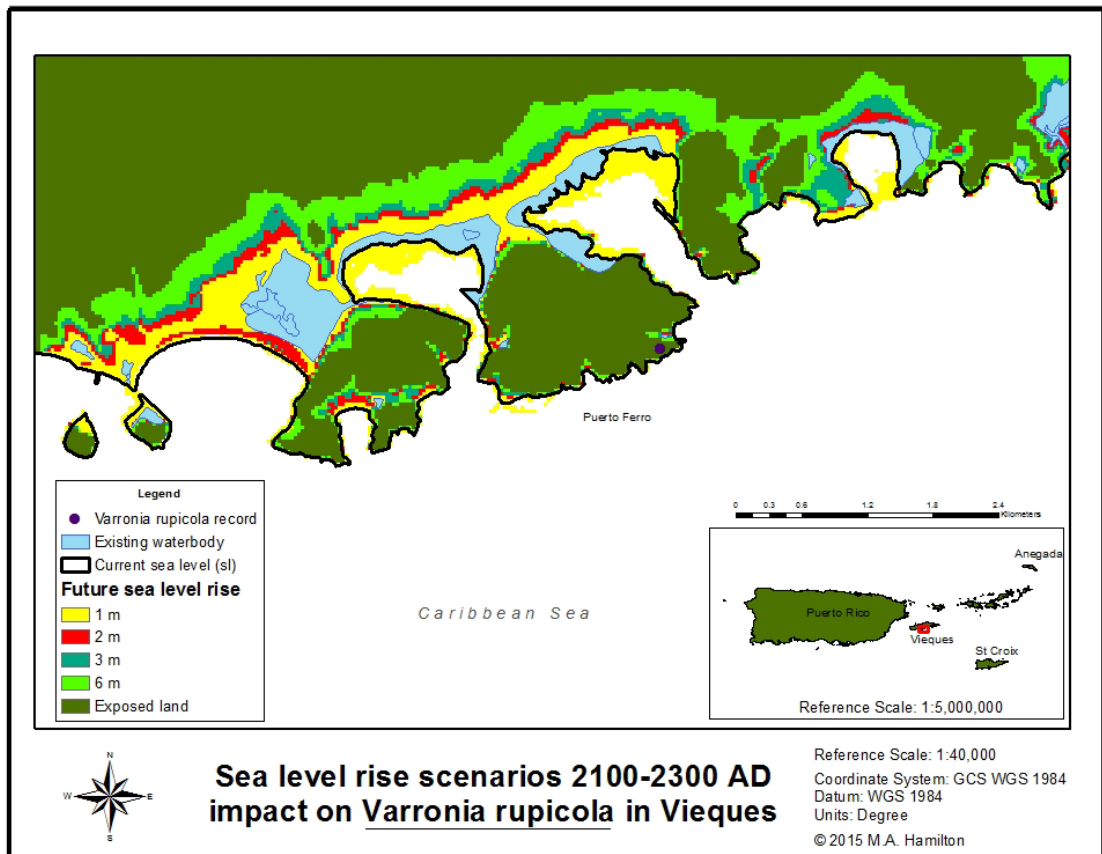 Puerto Ferro
Legend
Varronia rupicola record
Existing waterbody
Current sea level (sl)
Future sea level rise
1 m
2 m
3 m
6 m
Exposed land
Caribbean Sea
0 0.3 0.6 1.2 1.8 2.4
Kilometers
Anegada
Puerto Rico
Vieques
St Croix
Reference Scale: 1:5,000,000
N
W E
S
Sea level rise scenarios 2100-2300 AD
impact on Varronia rupicola in Vieques
Reference Scale: 1:40,000
Coordinate System: GCS WGS 1984
Datum: WGS 1984
Units: Degree
© 2015 M.A. Hamilton